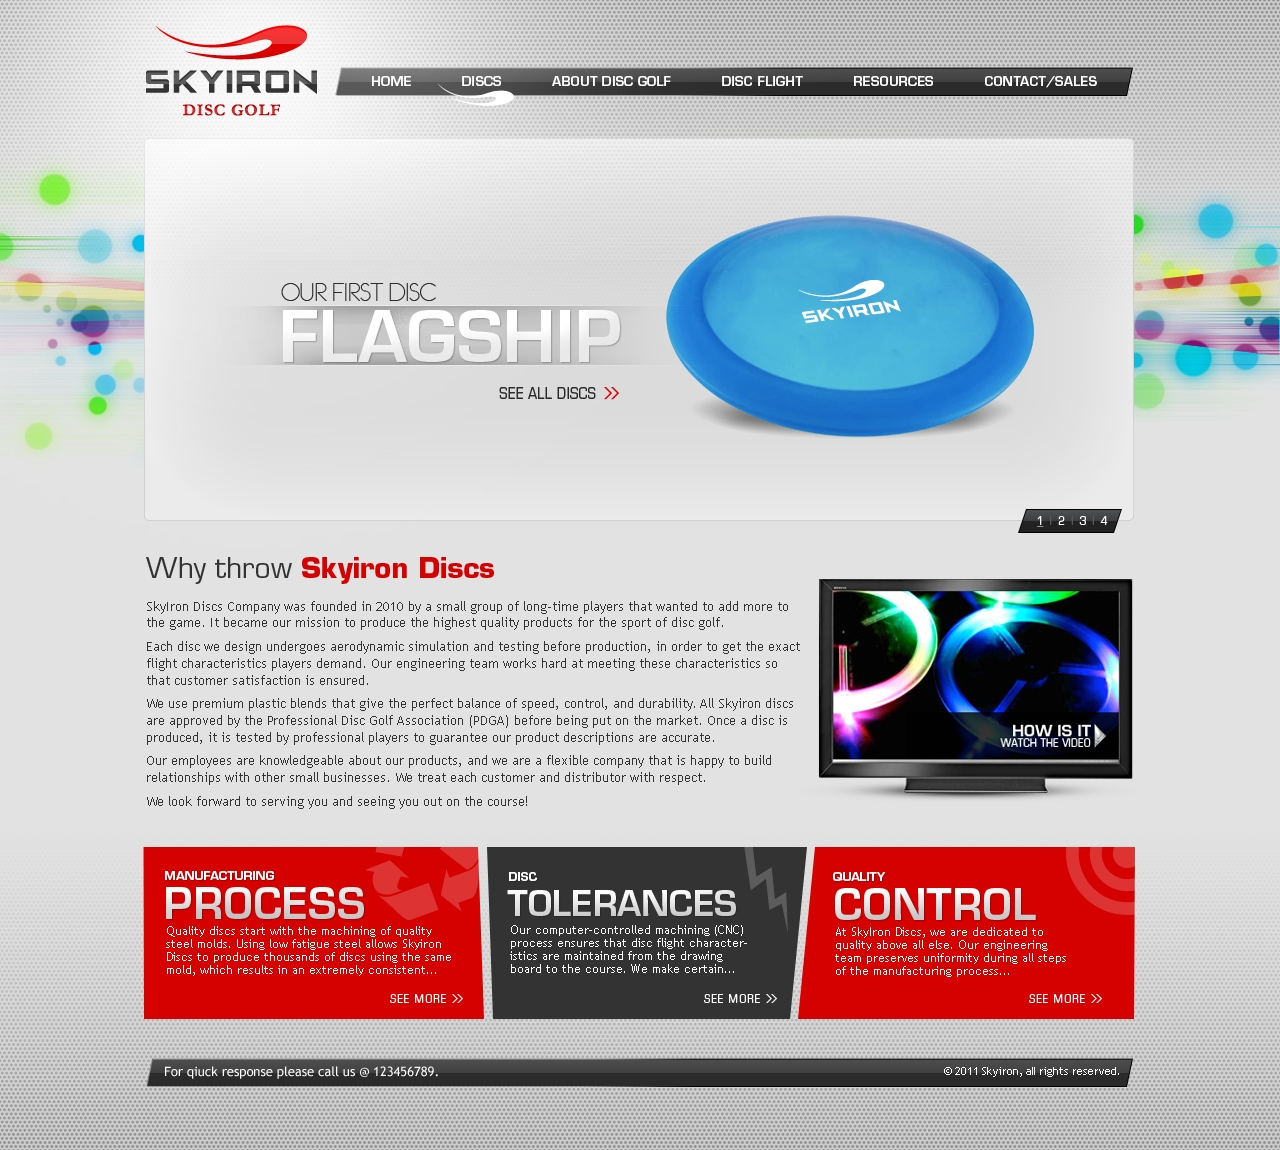 SKYIRON
DISC GOLF
HOME DISCS ABOUT DISC GOLF DISC FLIGHT RESOURCES CONTACT/SALES
OUR FIRST DISC
FLAGSHIP
SEE ALL DISCS
SKYIRON
1 2 3 4
Why throw Skyiron Discs
SkyIron Discs Company was founded in 2010 by a small group of long-time players that wanted to add more to
the game. It became our mission to produce the highest quality products for the sport of disc golf.
Each disc we design undergoes aerodynamic simulation and testing before production, in order to get the exact
flight characteristics players demand. Our engineering team works hard at meeting these characteristics so
that customer satisfaction is ensured.
We use premium plastic blends that give the perfect balance of speed, control, and durability. All Skyiron discs
are approved by the Professional Disc Golf Association (PDGA) before being put on the market. Once a disc is
produced, it is tested by professional players to guarantee our product descriptions are accurate.
Our employees are knowledgeable about our products, and we are a flexible company that is happy to build
relationships with other small businesses. We treat each customer and distributor with respect.
We look forward to serving you and seeing you out on the course!
HOW IS IT
WATCH THE VIDEO
MANUFACTURING
PROCESS
Quality discs start with the machining of quality
steel molds. Using low fatigue steel allows Skyiron
Discs to produce thousands of discs using the same
mold, which results in an extremely consistent...
SEE MORE
DISC
TOLERANCES
Our computer-controlled machining (CNC)
process ensures that disc flight character-
istics are maintained from the drawing
board to the course. We make certain...
SEE MORE
QUALITY
CONTROL
At SkyIron Discs, we are dedicated to
quality above all else. Our engineering
team preserves uniformity during all steps
of the manufacturing process...
SEE MORE
For qiuck response please call us @ 123456789.
© 2011 Skyiron, all rights reserved.